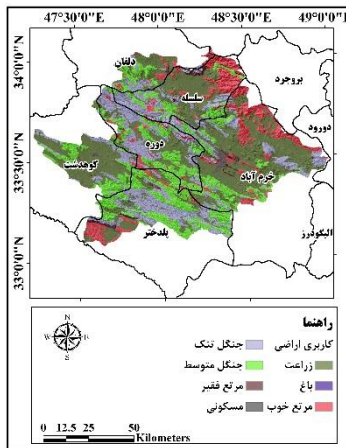 47°30'0"E 48°0'0"E 48°30'0"E 49°0'0"E
34°0'0"N
33°30'0"N
33°0'0"N
دلفان
بروجرد
سلسله
دورود
دوره
کوهدشت
خرم آباد
الیگودرز
پلدختر
راهنما
کاربری اراضی
جنگل تنک
زراعت
جنگل متوسط
باغ
مرتع فقیر
مرتع خوب
مسکونی
N
W E
S
0 12.5 25 50
Kilometers